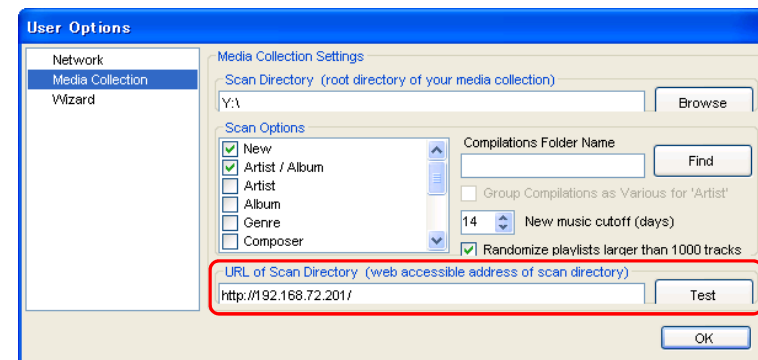 User Options
Network
Media Collection
Wizard
Media Collection Settings
Scan Directory (root directory of your media collection)
Y:\
Browse
Scan Options
New
Artist / Album
Artist
Album
Genre
Composer
Compilations Folder Name
Find
Group Compilations as Various for 'Artist'
14 New music cutoff (days)
Randomize playlists larger than 1000 tracks
URL of Scan Directory (web accessible address of scan directory)
http://192.168.72.201/
Test
OK